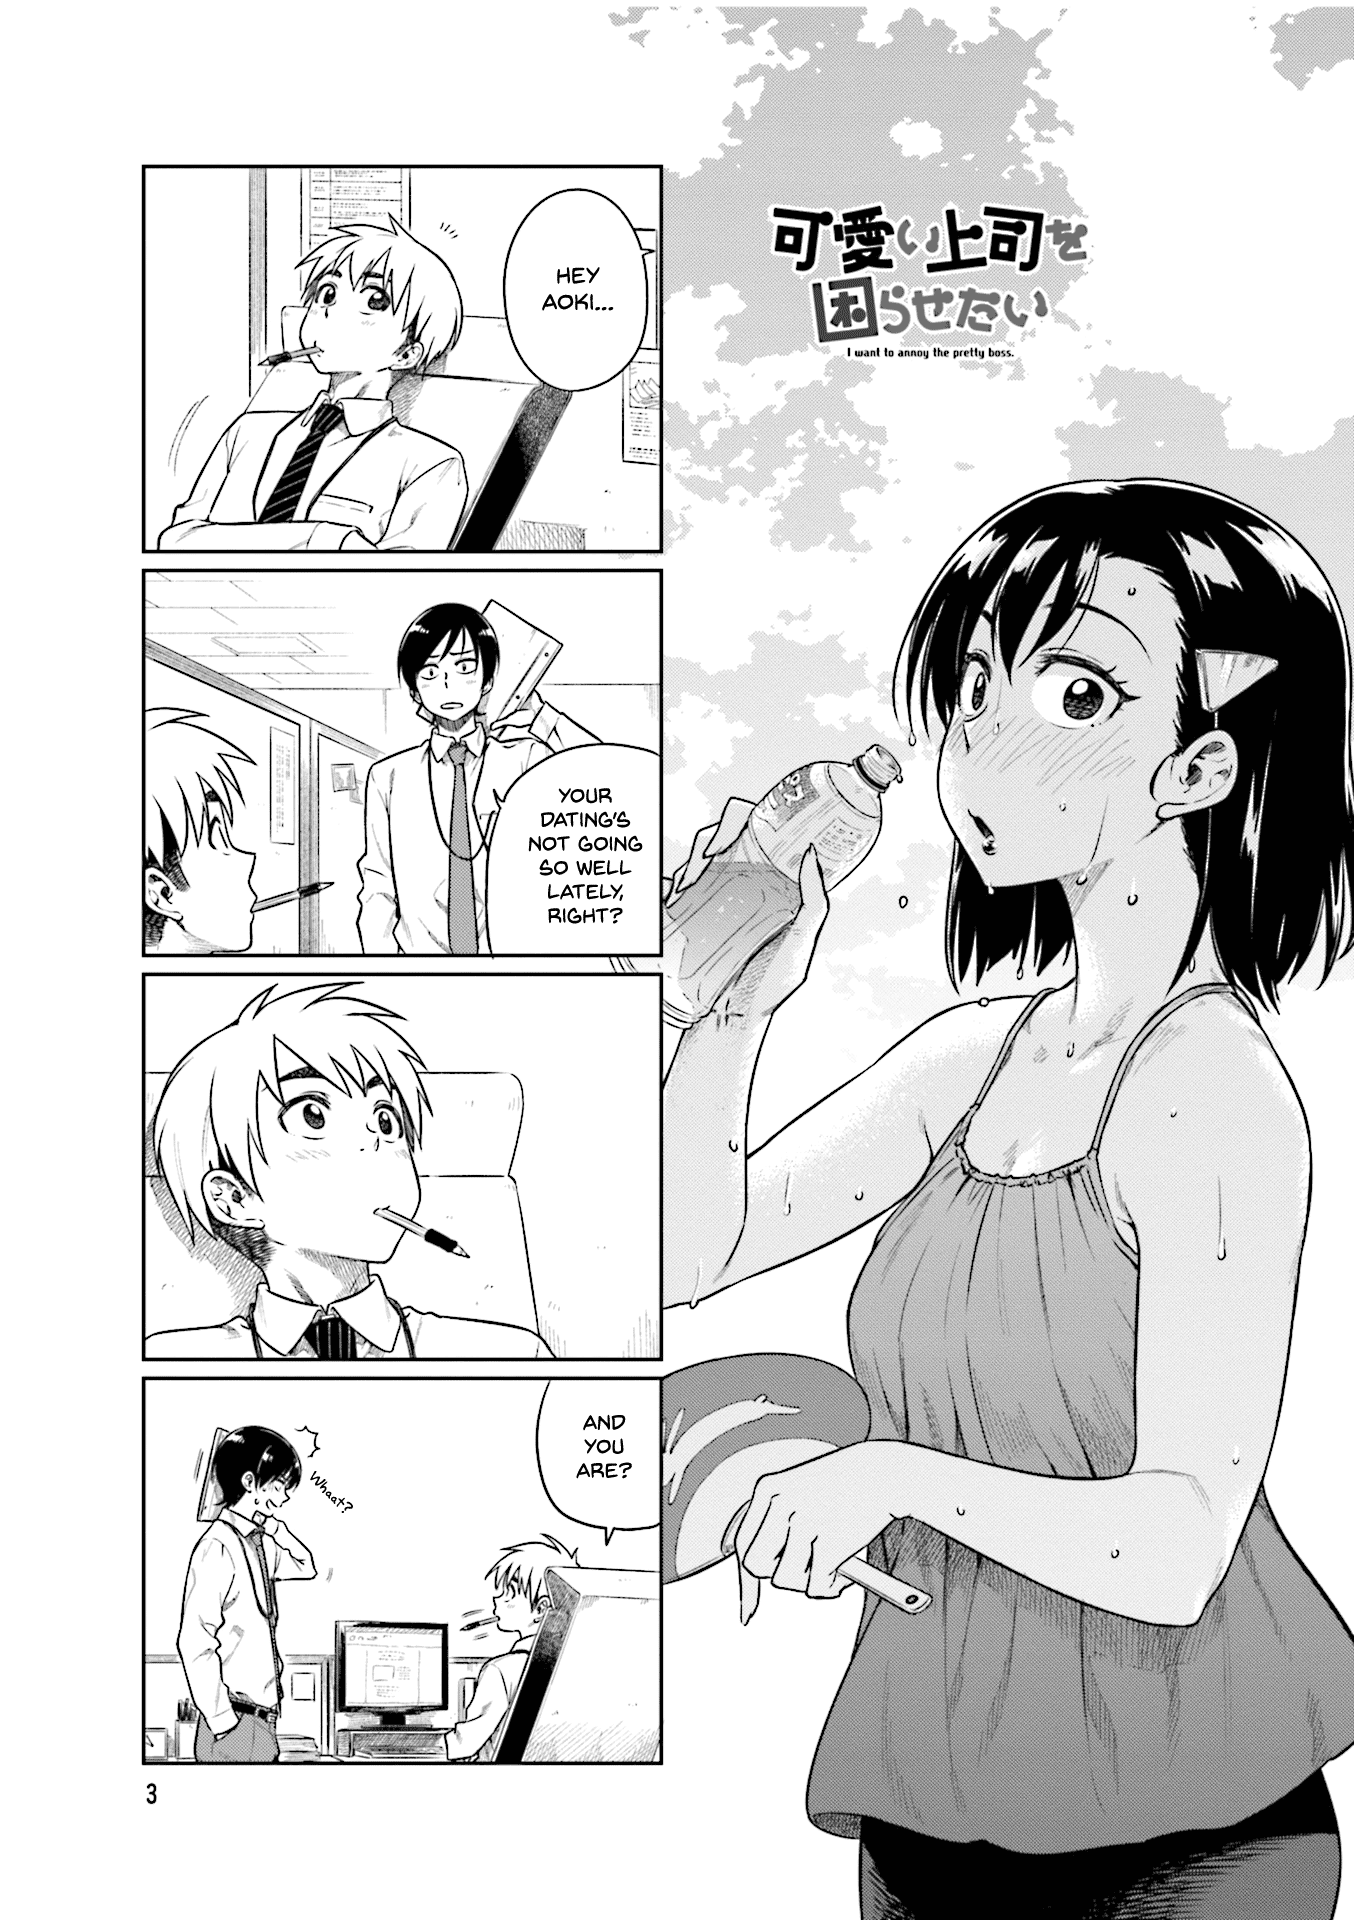 可愛い上司を
困らせたい
I want to annoy the pretty boss.
HEY
AOKI...
YOUR
DATING'S
NOT GOING
SO WELL
LATELY,
RIGHT?
AND
YOU
ARE?
Whaat?
3